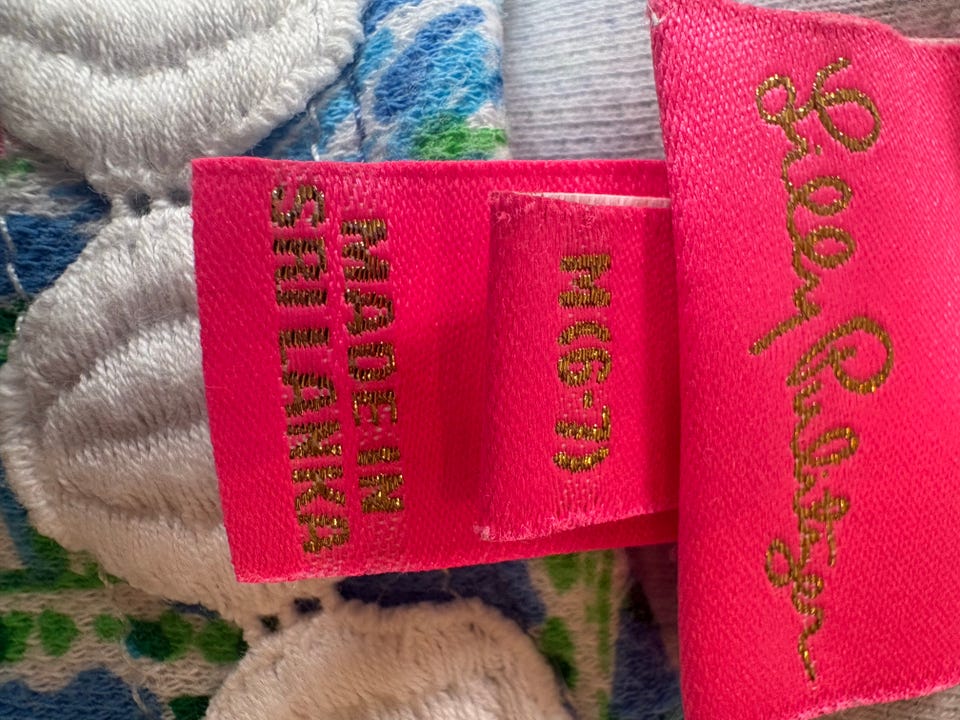 Lilly Pulitzer
M(6-7)
MADE IN
SRI LANKA